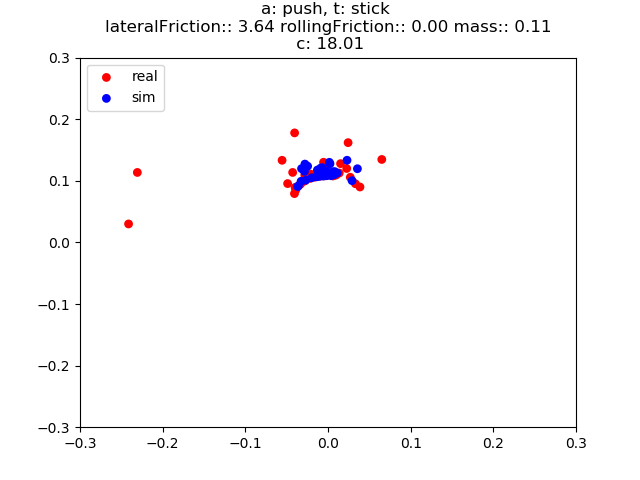 a: push, t: stick
lateralFriction:: 3.64 rollingFriction:: 0.00 mass:: 0.11
c: 18.01
real
sim
0.3
0.2
0.1
0.0
−0.1
−0.2
−0.3
−0.3
−0.2
−0.1
0.0
0.1
0.2
0.3